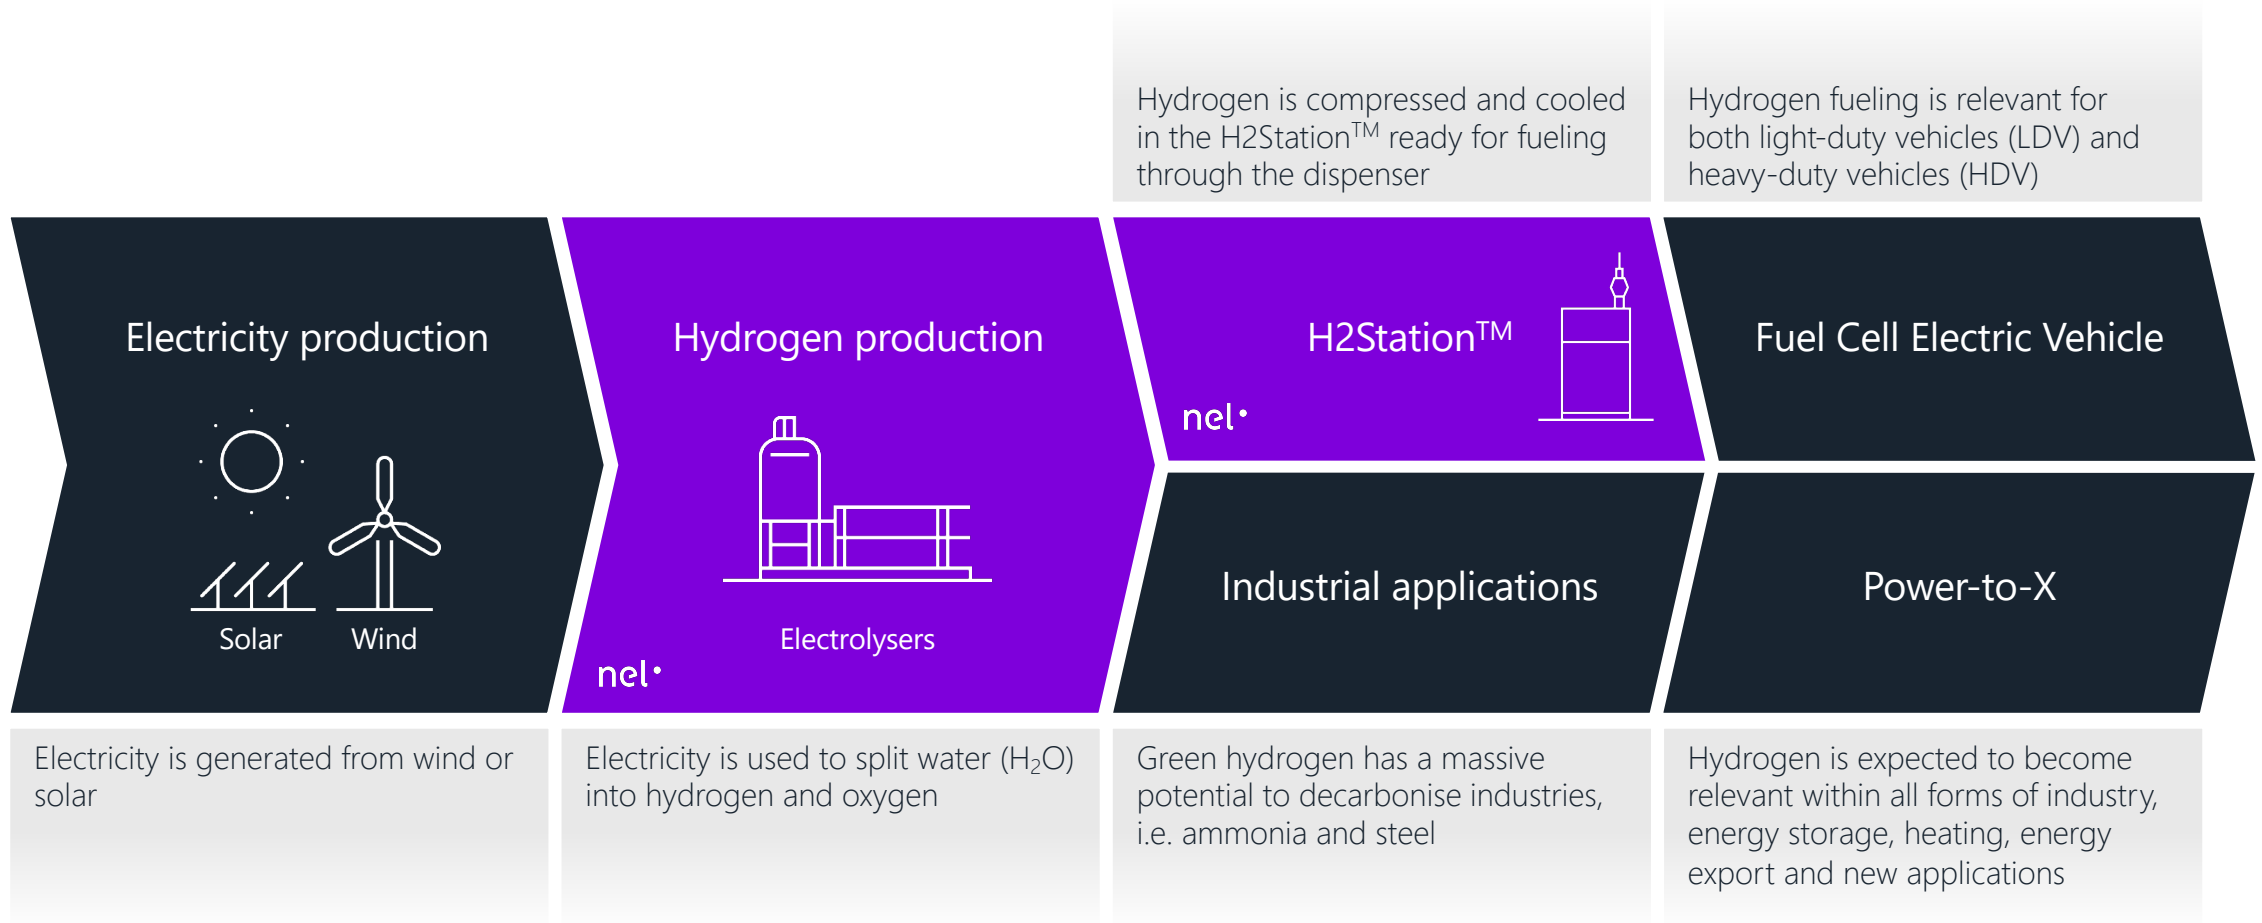 Hydrogen is compressed and cooled
in the H2Station™ ready for fueling
through the dispenser
Hydrogen fueling is relevant for
both light-duty vehicles (LDV) and
heavy-duty vehicles (HDV)
Electricity production
Solar
Wind
Hydrogen production
Electrolysers
nel
H2Station™
nel
Fuel Cell Electric Vehicle
Industrial applications
Power-to-X
Electricity is generated from wind or
solar
Electricity is used to split water (H₂O)
into hydrogen and oxygen
Green hydrogen has a massive
potential to decarbonise industries,
i.e. ammonia and steel
Hydrogen is expected to become
relevant within all forms of industry,
energy storage, heating, energy
export and new applications